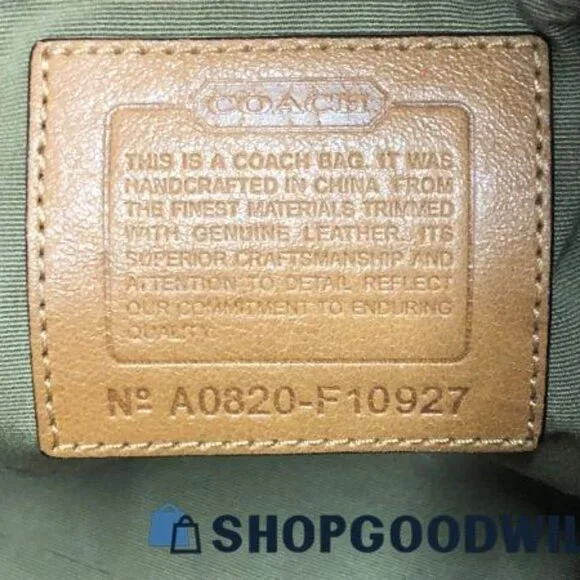 COACH
THIS IS A COACH BAG. IT WAS
HANDCRAFTED IN CHINA FROM
THE FINEST MATERIALS TRIMMED
WITH GENUINE LEATHER. ITS
SUPERIOR CRAFTSMANSHIP AND
ATTENTION TO DETAIL REFLECT
OUR COMMITMENT TO ENDURING
QUALITY.
Nº A0820-F10927
SHOPGOODWH